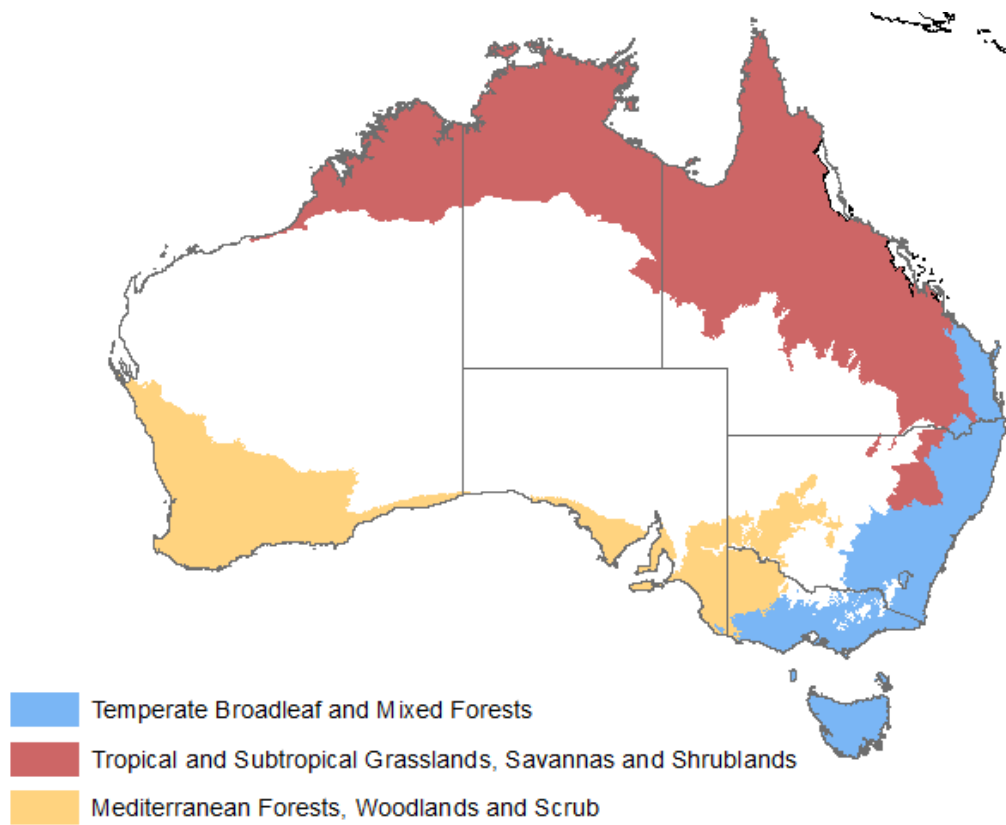 Temperate Broadleaf and Mixed Forests
Tropical and Subtropical Grasslands, Savannas and Shrublands
Mediterranean Forests, Woodlands and Scrub